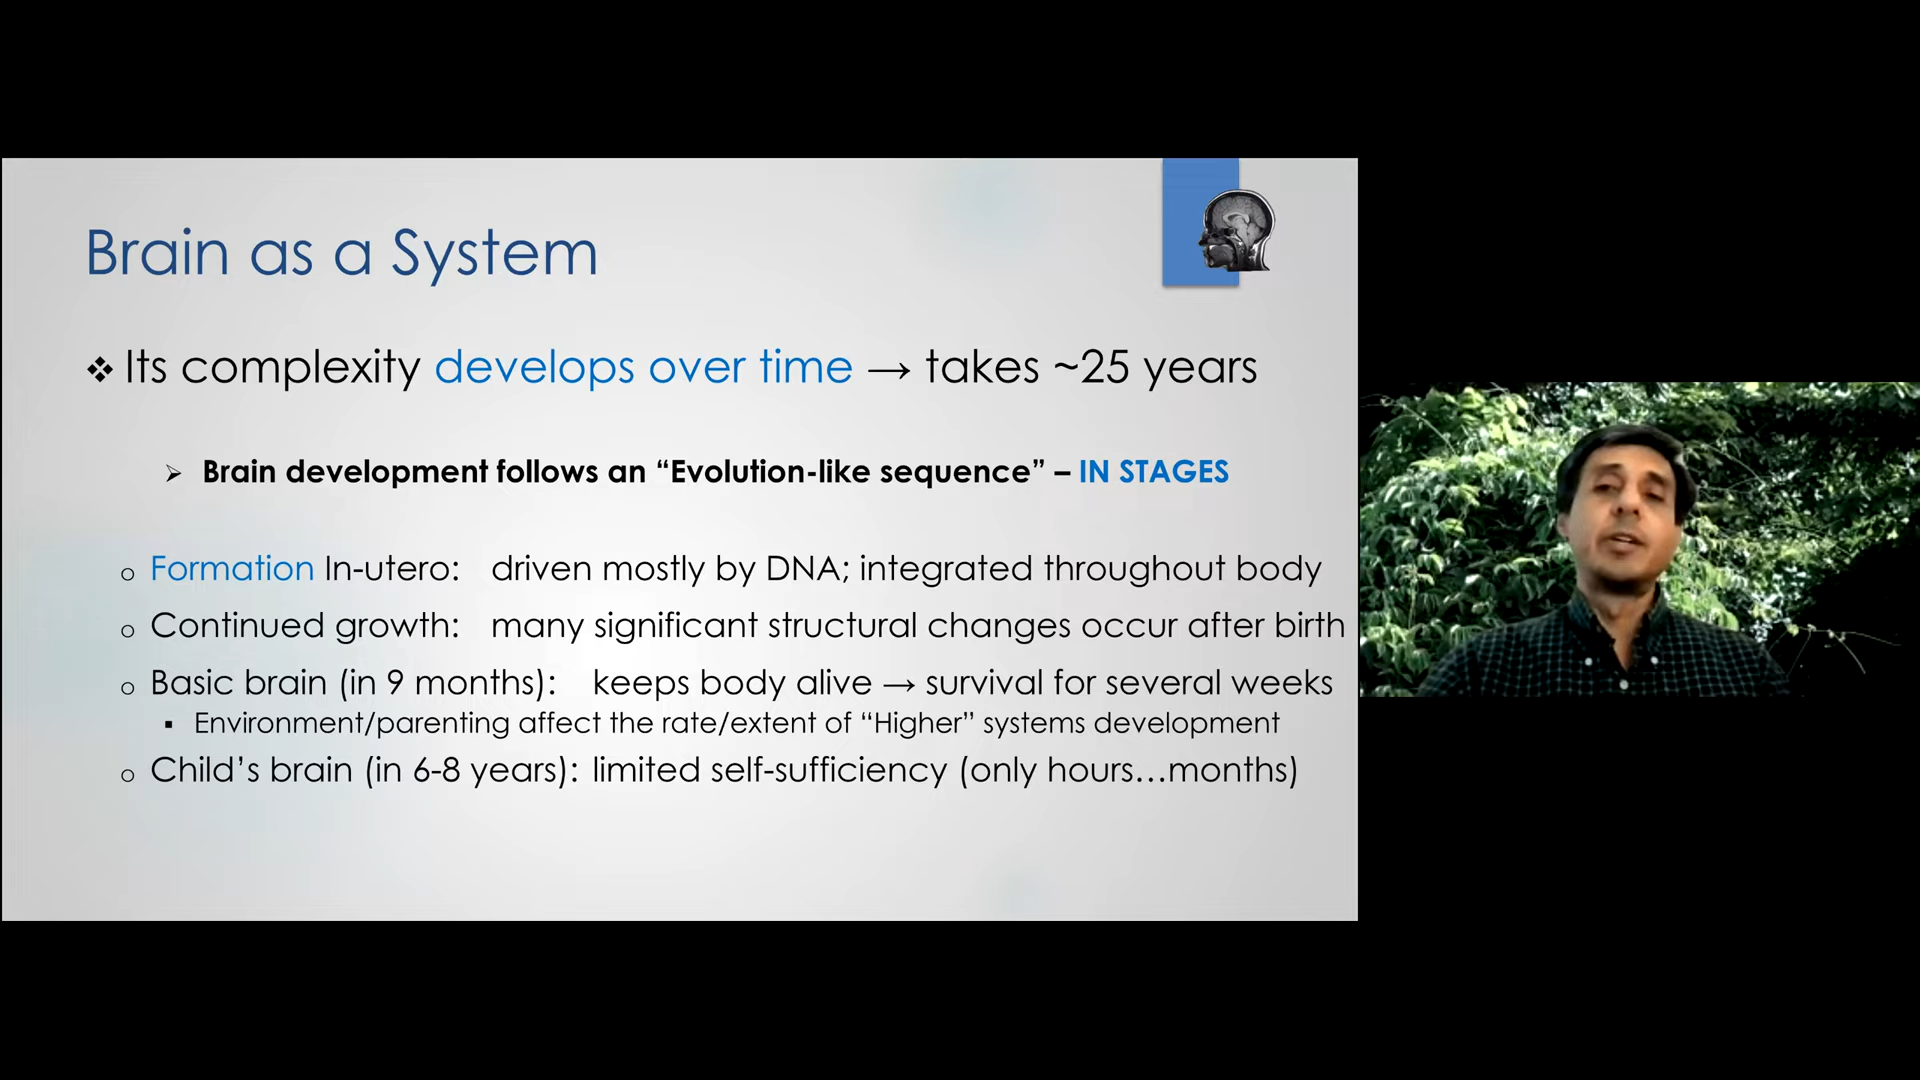 Brain as a System
❖ Its complexity develops over time → takes ~25 years
➢ Brain development follows an “Evolution-like sequence” – IN STAGES
o Formation In-utero: driven mostly by DNA; integrated throughout body
o Continued growth: many significant structural changes occur after birth
o Basic brain (in 9 months): keeps body alive → survival for several weeks
▪ Environment/parenting affect the rate/extent of “Higher” systems development
o Child’s brain (in 6-8 years): limited self-sufficiency (only hours…months)